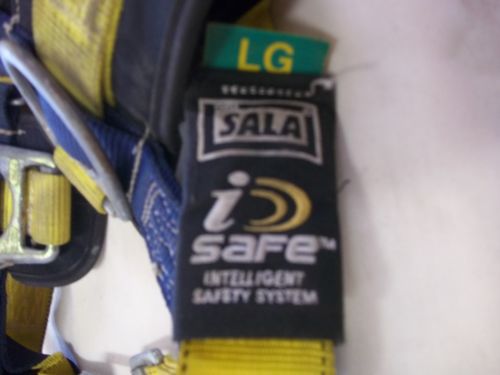 LG
SALA
i
safe™
INTELLIGENT
SAFETY SYSTEM